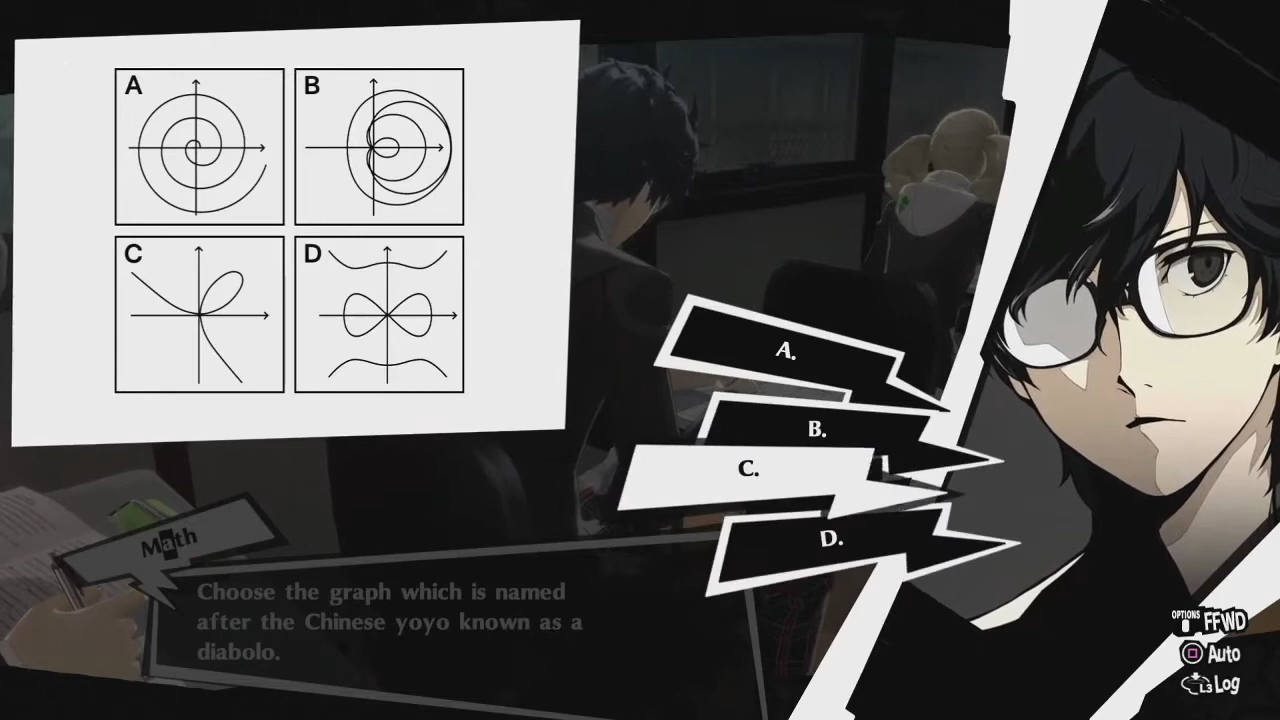 A
B
C
D
A.
B.
C.
D.
Math
Choose the graph which is named
after the Chinese yoyo known as a
diabolo.
OPTIONS FFWD
Auto
L3 Log